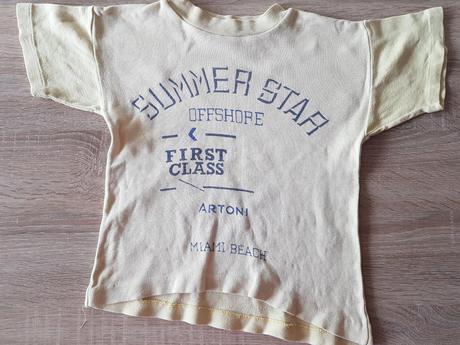 SUMMER STAR
OFFSHORE
FIRST
CLASS
ARTONI
MIAMI BEACH